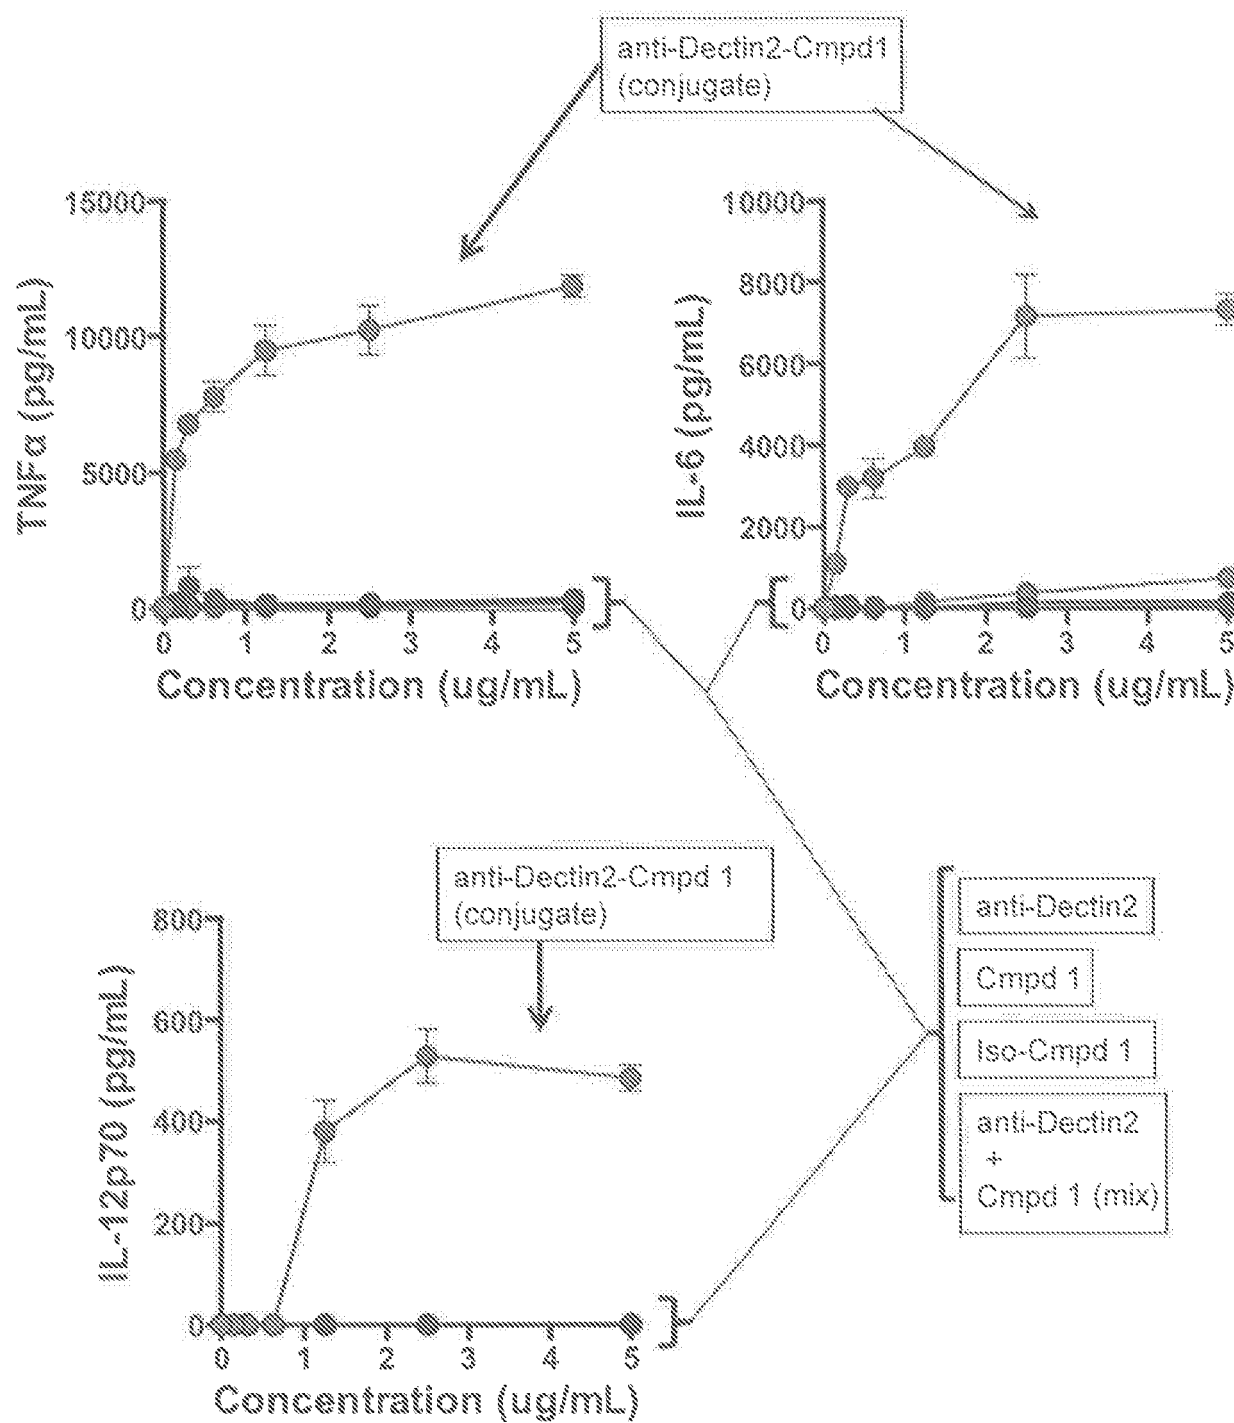 anti-Dectin2-Cmpd1
(conjugate)
15000
10000
5000
0
TNFα (pg/mL)
0 1 2 3 4 5
Concentration (ug/mL)
10000
8000
6000
4000
2000
0
IL-6 (pg/mL)
0 1 2 3 4 5
Concentration (ug/mL)
anti-Dectin2-Cmpd 1
(conjugate)
800
600
400
200
0
IL-12p70 (pg/mL)
0 1 2 3 4 5
Concentration (ug/mL)
anti-Dectin2
Cmpd 1
Iso-Cmpd 1
anti-Dectin2
+
Cmpd 1 (mix)